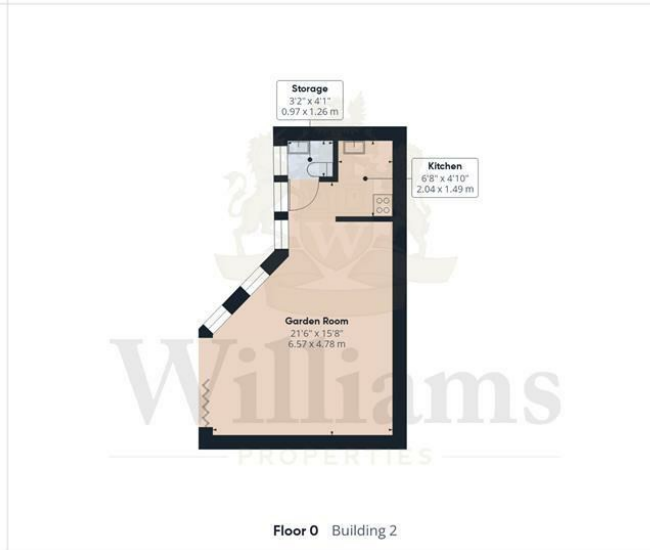 Storage
3'2" x 4'1"
0.97 x 1.26 m
Kitchen
6'8" x 4'10"
2.04 x 1.49 m
W
Garden Room
21'6" x 15'8"
6.57 x 4.78 m
Williams
PROPERTIES
Floor 0 Building 2